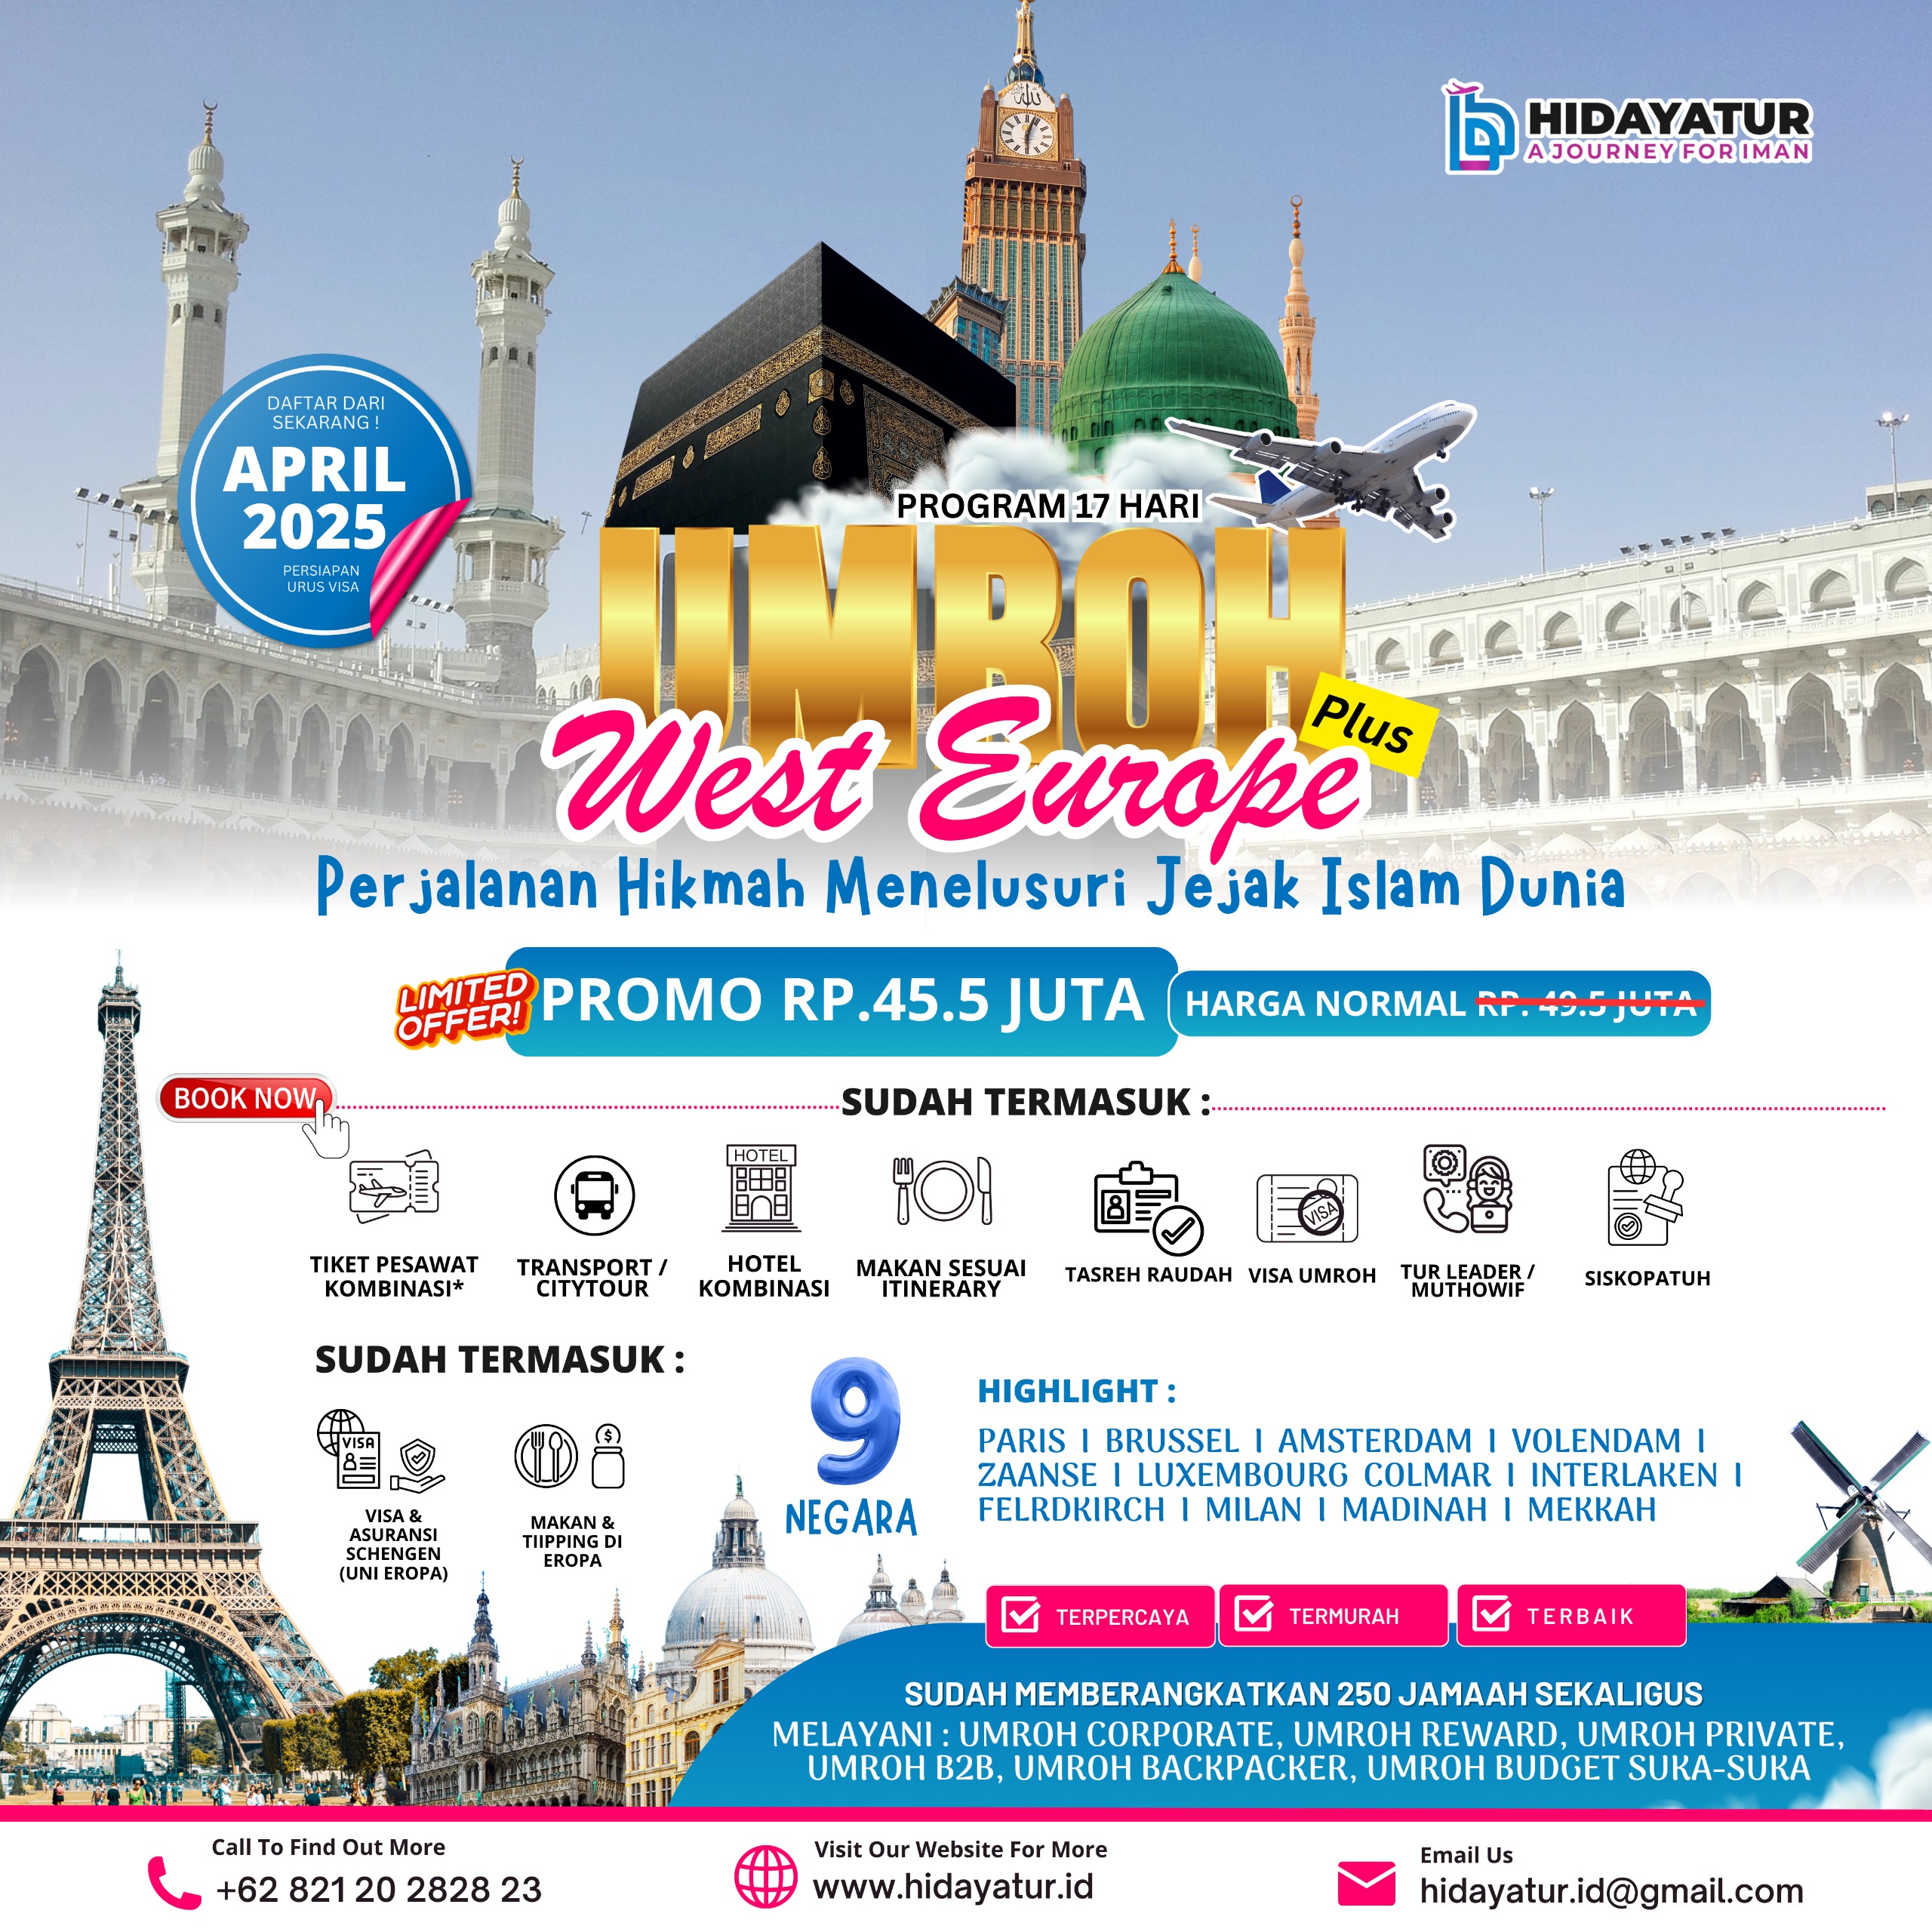 HIDAYATUR
A JOURNEY FOR IMAN
DAFTAR DARI
SEKARANG !
APRIL
2025
PERSIAPAN
URUS VISA
PROGRAM 17 HARI
UMROH
Plus
West Europe
Perjalanan Hikmah Menelusuri Jejak Islam Dunia
LIMITED
OFFER!
PROMO RP.45.5 JUTA
HARGA NORMAL RP. 49.5 JUTA
BOOK NOW
SUDAH TERMASUK :
HOTEL
VISA
TIKET PESAWAT
KOMBINASI*
TRANSPORT /
CITYTOUR
HOTEL
KOMBINASI
MAKAN SESUAI
ITINERARY
TASREH RAUDAH
VISA UMROH
TUR LEADER /
MUTHOWIF
SISKOPATUH
SUDAH TERMASUK :
VISA
VISA &
ASURANSI
SCHENGEN
(UNI EROPA)
$
MAKAN &
TIIPPING DI
EROPA
9
NEGARA
HIGHLIGHT :
PARIS I BRUSSEL I AMSTERDAM I VOLENDAM I
ZAANSE I LUXEMBOURG COLMAR I INTERLAKEN I
FELRDKIRCH I MILAN I MADINAH I MEKKAH
TERPERCAYA
TERMURAH
TERBAIK
SUDAH MEMBERANGKATKAN 250 JAMAAH SEKALIGUS
MELAYANI : UMROH CORPORATE, UMROH REWARD, UMROH PRIVATE,
UMROH B2B, UMROH BACKPACKER, UMROH BUDGET SUKA-SUKA
Call To Find Out More
+62 821 20 2828 23
Visit Our Website For More
www.hidayatur.id
Email Us
hidayatur.id@gmail.com